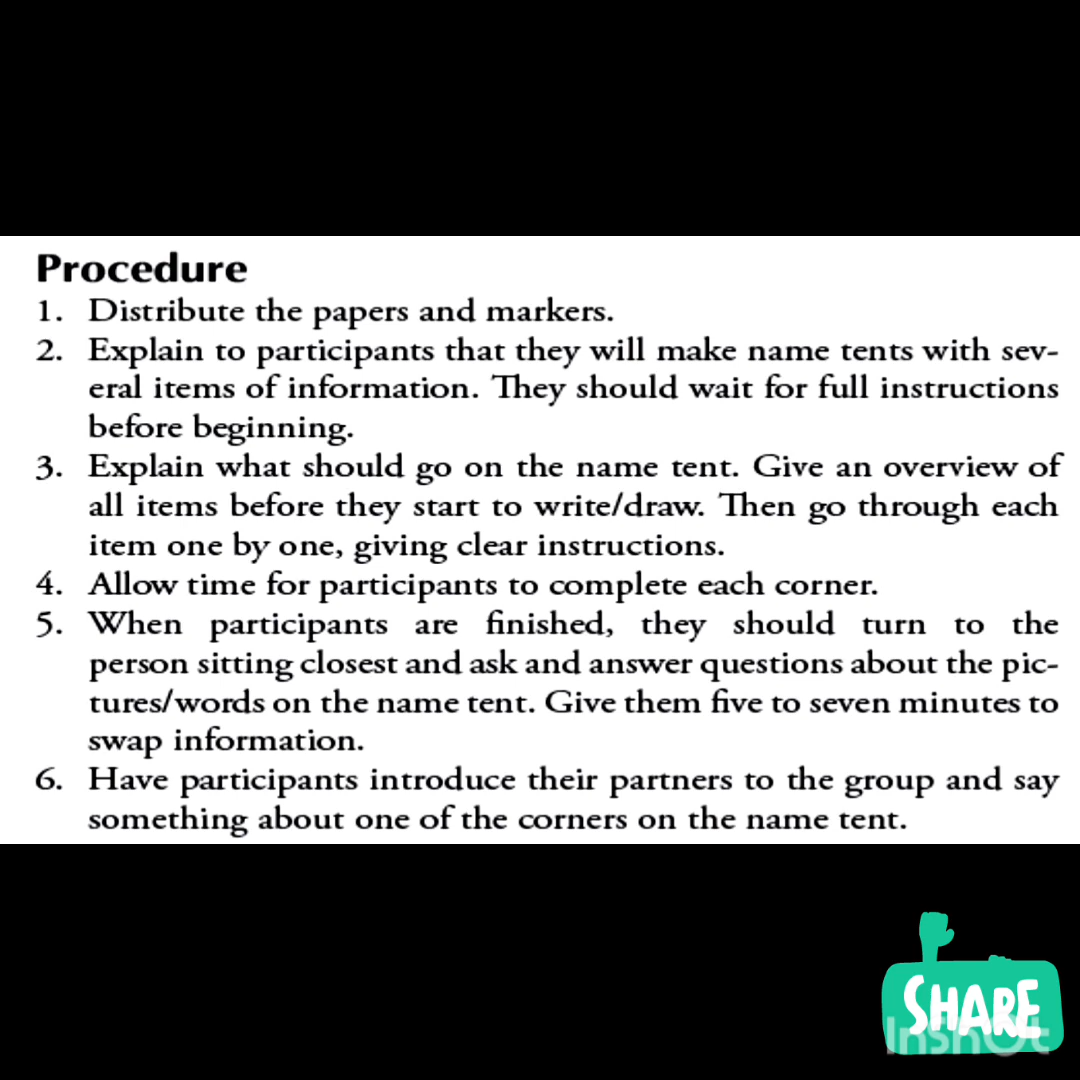 Procedure
1. Distribute the papers and markers.
2. Explain to participants that they will make name tents with sev-
eral items of information. They should wait for full instructions
before beginning.
3. Explain what should go on the name tent. Give an overview of
all items before they start to write/draw. Then go through each
item one by one, giving clear instructions.
4. Allow time for participants to complete each corner.
5. When participants are finished, they should turn to the
person sitting closest and ask and answer questions about the pic-
tures/words on the name tent. Give them five to seven minutes to
swap information.
6. Have participants introduce their partners to the group and say
something about one of the corners on the name tent.
SHARE
InShOt